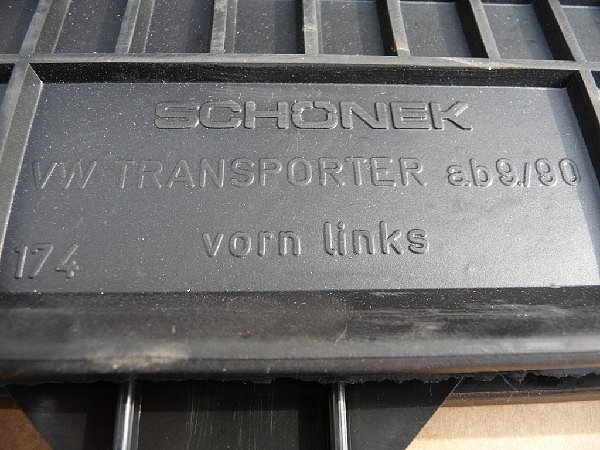 SCHÖNEK
VW TRANSPORTER ab 9/90
vorn links
174